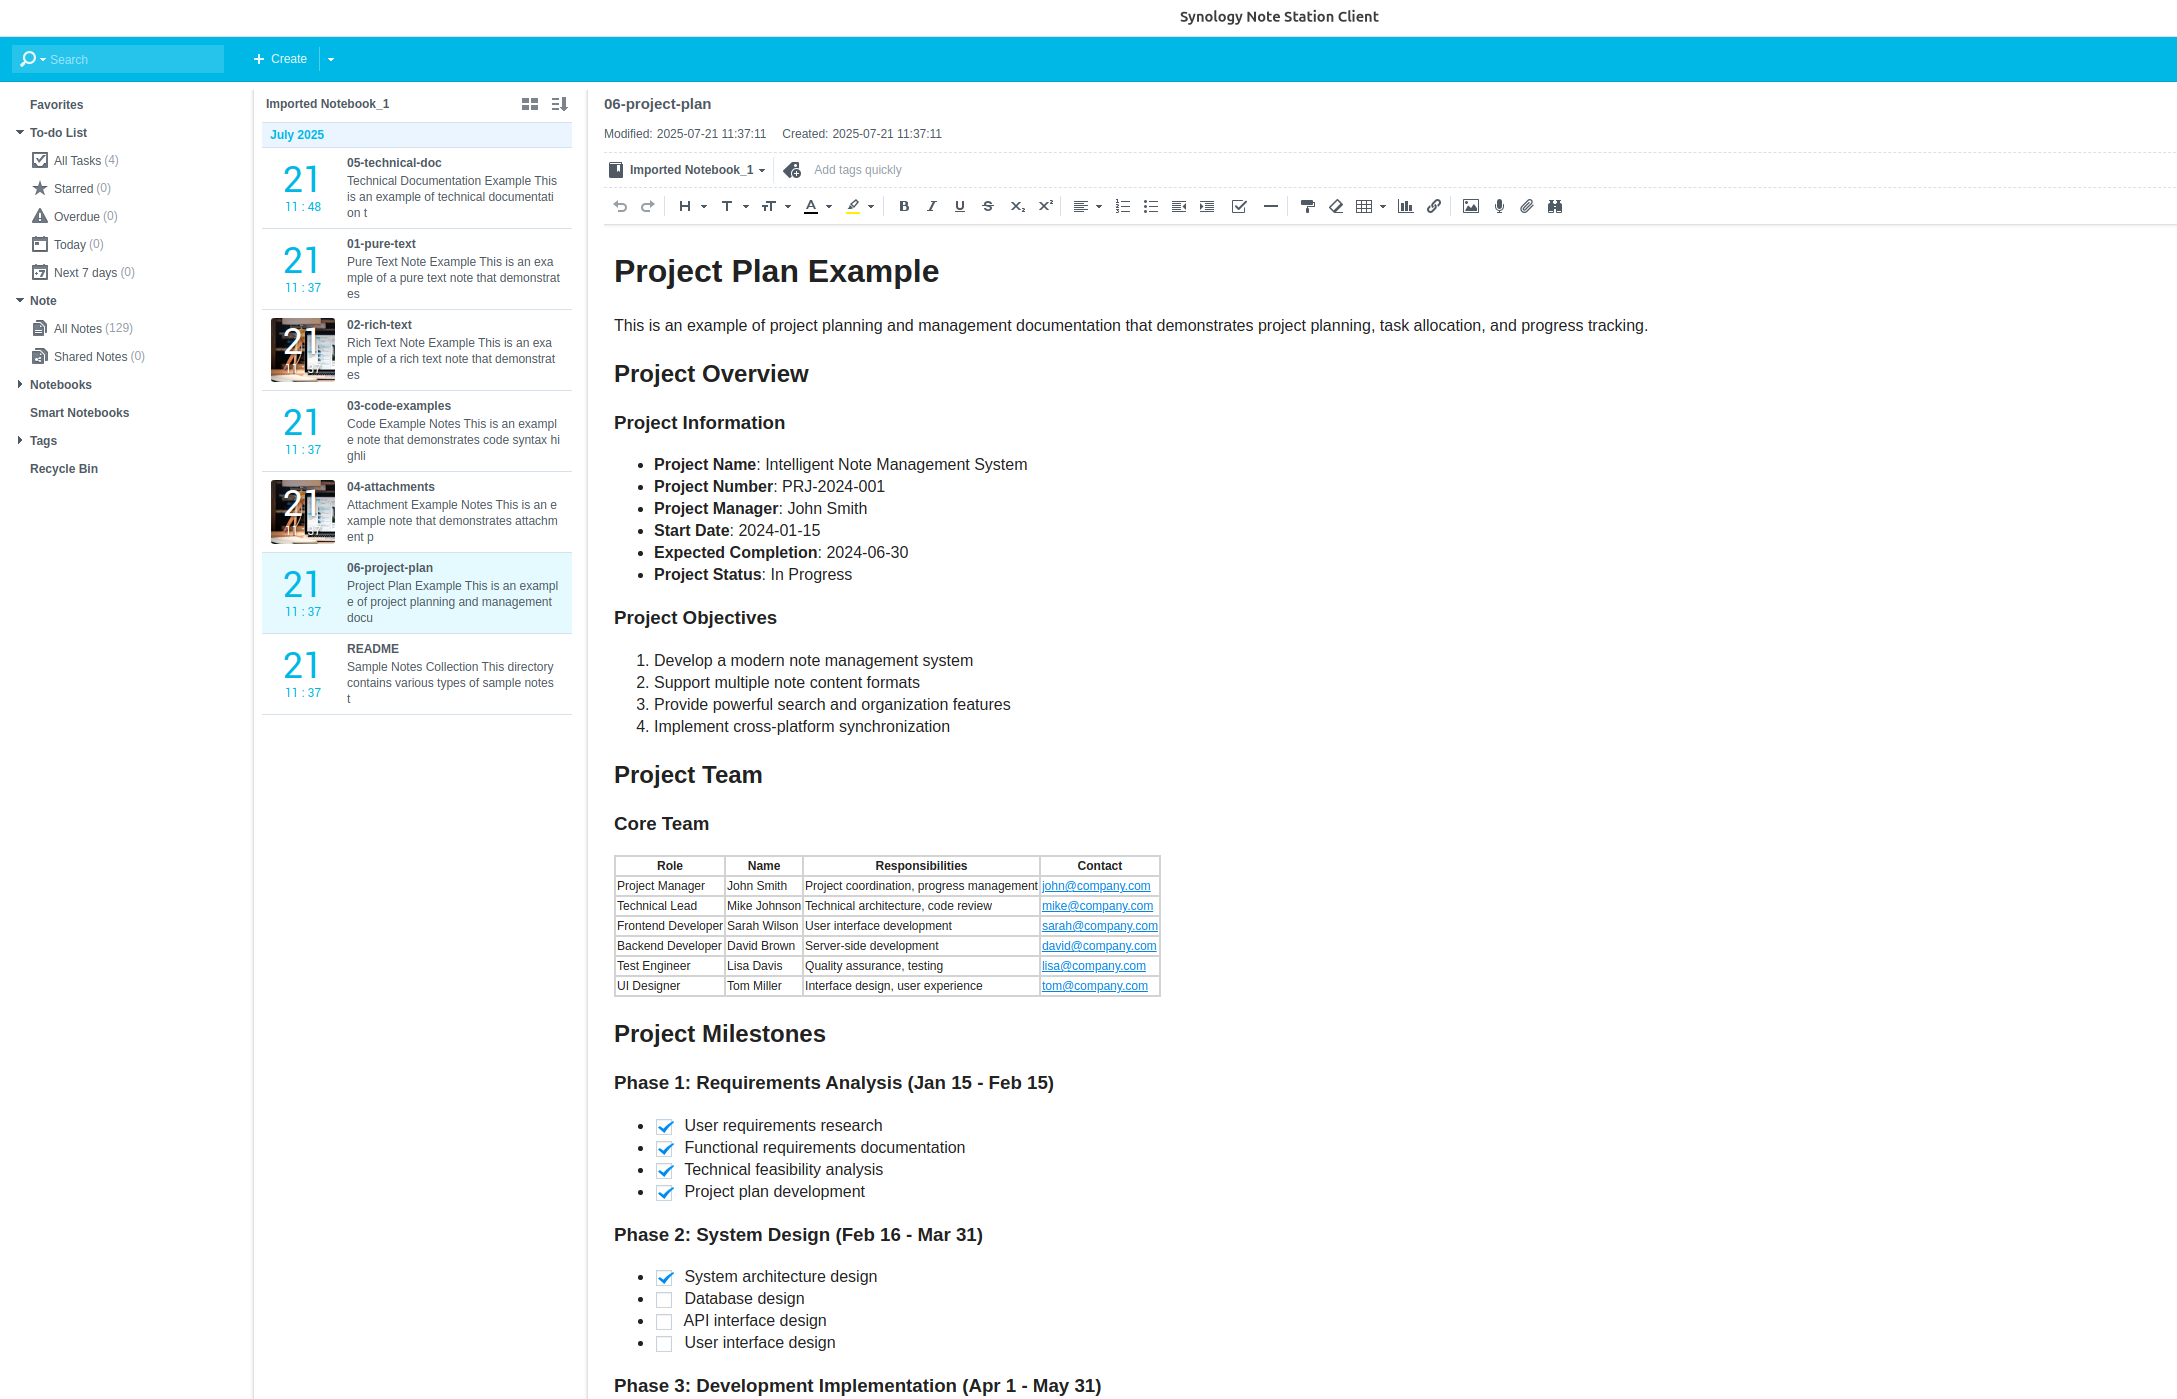 Synology Note Station Client
Search
Create
Favorites
To-do List
All Tasks (4)
Starred (0)
Overdue (0)
Today (0)
Next 7 days (0)
Note
All Notes (129)
Shared Notes (0)
Notebooks
Smart Notebooks
Tags
Recycle Bin
Imported Notebook_1
July 2025
21
11 : 48
05-technical-doc
Technical Documentation Example This
is an example of technical documentati
on t
21
11 : 37
01-pure-text
Pure Text Note Example This is an exa
mple of a pure text note that demonstrat
es
21
11 : 37
02-rich-text
Rich Text Note Example This is an exa
mple of a rich text note that demonstrat
es
21
11 : 37
03-code-examples
Code Example Notes This is an exampl
e note that demonstrates code syntax hi
ghli
21
11 : 37
04-attachments
Attachment Example Notes This is an e
xample note that demonstrates attachm
ent p
21
11 : 37
06-project-plan
Project Plan Example This is an exampl
e of project planning and management
docu
21
11 : 37
README
Sample Notes Collection This directory
contains various types of sample notes
t
06-project-plan
Modified: 2025-07-21 11:37:11 Created: 2025-07-21 11:37:11
Imported Notebook_1 Add tags quickly
Project Plan Example
This is an example of project planning and management documentation that demonstrates project planning, task allocation, and progress tracking.
Project Overview
Project Information
Project Name: Intelligent Note Management System
Project Number: PRJ-2024-001
Project Manager: John Smith
Start Date: 2024-01-15
Expected Completion: 2024-06-30
Project Status: In Progress
Project Objectives
1. Develop a modern note management system
2. Support multiple note content formats
3. Provide powerful search and organization features
4. Implement cross-platform synchronization
Project Team
Core Team
Role Name Responsibilities Contact
Project Manager John Smith Project coordination, progress management john@company.com
Technical Lead Mike Johnson Technical architecture, code review mike@company.com
Frontend Developer Sarah Wilson User interface development sarah@company.com
Backend Developer David Brown Server-side development david@company.com
Test Engineer Lisa Davis Quality assurance, testing lisa@company.com
UI Designer Tom Miller Interface design, user experience tom@company.com
Project Milestones
Phase 1: Requirements Analysis (Jan 15 - Feb 15)
User requirements research
Functional requirements documentation
Technical feasibility analysis
Project plan development
Phase 2: System Design (Feb 16 - Mar 31)
System architecture design
Database design
API interface design
User interface design
Phase 3: Development Implementation (Apr 1 - May 31)